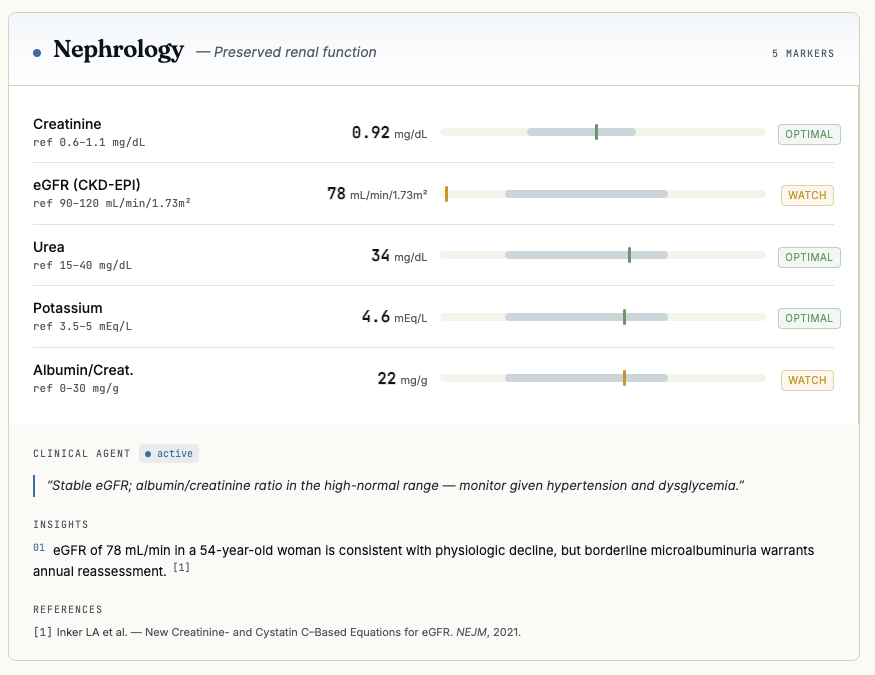 Nephrology — Preserved renal function 5 MARKERS
Creatinine
ref 0.6–1.1 mg/dL
0.92 mg/dL
OPTIMAL
eGFR (CKD-EPI)
ref 90–120 mL/min/1.73m²
78 mL/min/1.73m²
WATCH
Urea
ref 15–40 mg/dL
34 mg/dL
OPTIMAL
Potassium
ref 3.5–5 mEq/L
4.6 mEq/L
OPTIMAL
Albumin/Creat.
ref 0–30 mg/g
22 mg/g
WATCH
CLINICAL AGENT active
“Stable eGFR; albumin/creatinine ratio in the high-normal range — monitor given hypertension and dysglycemia.”
INSIGHTS
01 eGFR of 78 mL/min in a 54-year-old woman is consistent with physiologic decline, but borderline microalbuminuria warrants
annual reassessment. [1]
REFERENCES
[1] Inker LA et al. — New Creatinine- and Cystatin C–Based Equations for eGFR. NEJM, 2021.